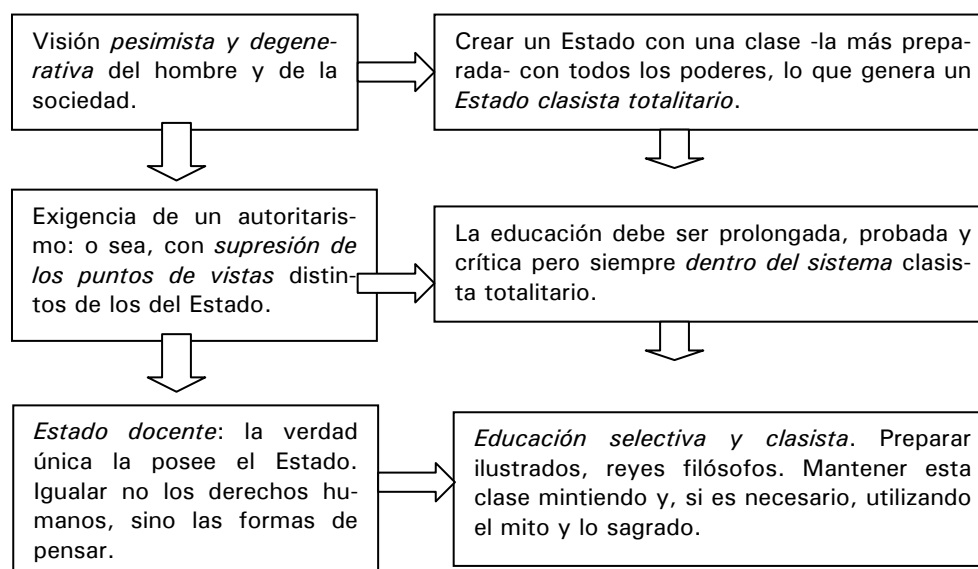 Visión pesimista y degene-
rativa del hombre y de la
sociedad.
Crear un Estado con una clase -la más prepa-
rada- con todos los poderes, lo que genera un
Estado clasista totalitario.
Exigencia de un autoritaris-
mo: o sea, con supresión de
los puntos de vistas distin-
tos de los del Estado.
La educación debe ser prolongada, probada y
crítica pero siempre dentro del sistema clasis-
ta totalitario.
Estado docente: la verdad
única la posee el Estado.
Igualar no los derechos hu-
manos, sino las formas de
pensar.
Educación selectiva y clasista. Preparar
ilustrados, reyes filósofos. Mantener esta
clase mintiendo y, si es necesario, utilizando
el mito y lo sagrado.